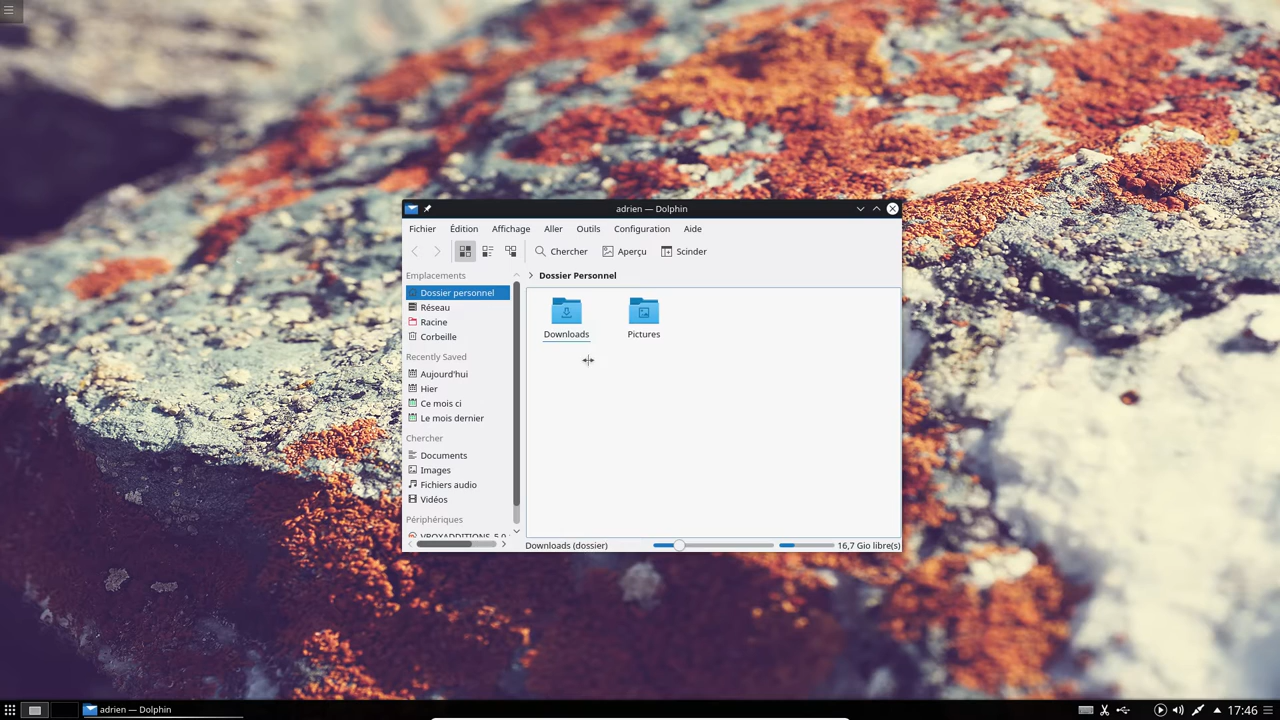 adrien — Dolphin
Fichier Édition Affichage Aller Outils Configuration Aide
Chercher Aperçu Scinder
Emplacements
Dossier personnel
Réseau
Racine
Corbeille
Recently Saved
Aujourd'hui
Hier
Ce mois ci
Le mois dernier
Chercher
Documents
Images
Fichiers audio
Vidéos
Périphériques
VBOXADDITIONS_5.0
Dossier Personnel
Downloads Pictures
Downloads (dossier) 16,7 Gio libre(s)
adrien — Dolphin 17:46